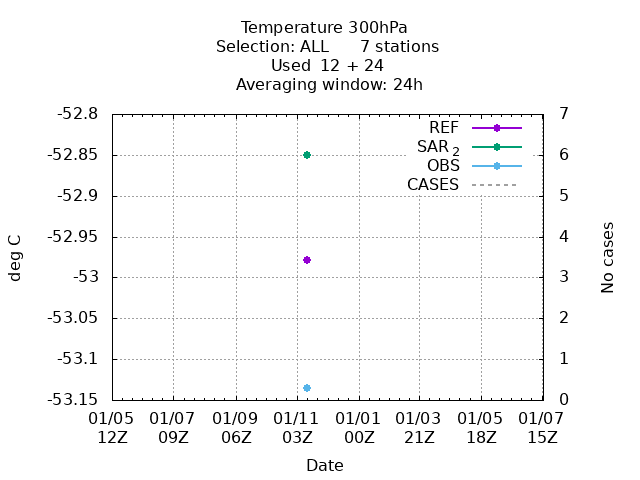 Temperature 300hPa
Selection: ALL 7 stations
Used 12 + 24
Averaging window: 24h
-52.8
-52.85
-52.9
-52.95
-53
-53.05
-53.1
-53.15
7
6
5
4
3
2
1
0
REF
SAR 2
OBS
CASES
deg C
No cases
01/05 01/07 01/09 01/11 01/01 01/03 01/05 01/07
12Z 09Z 06Z 03Z 00Z 21Z 18Z 15Z
Date